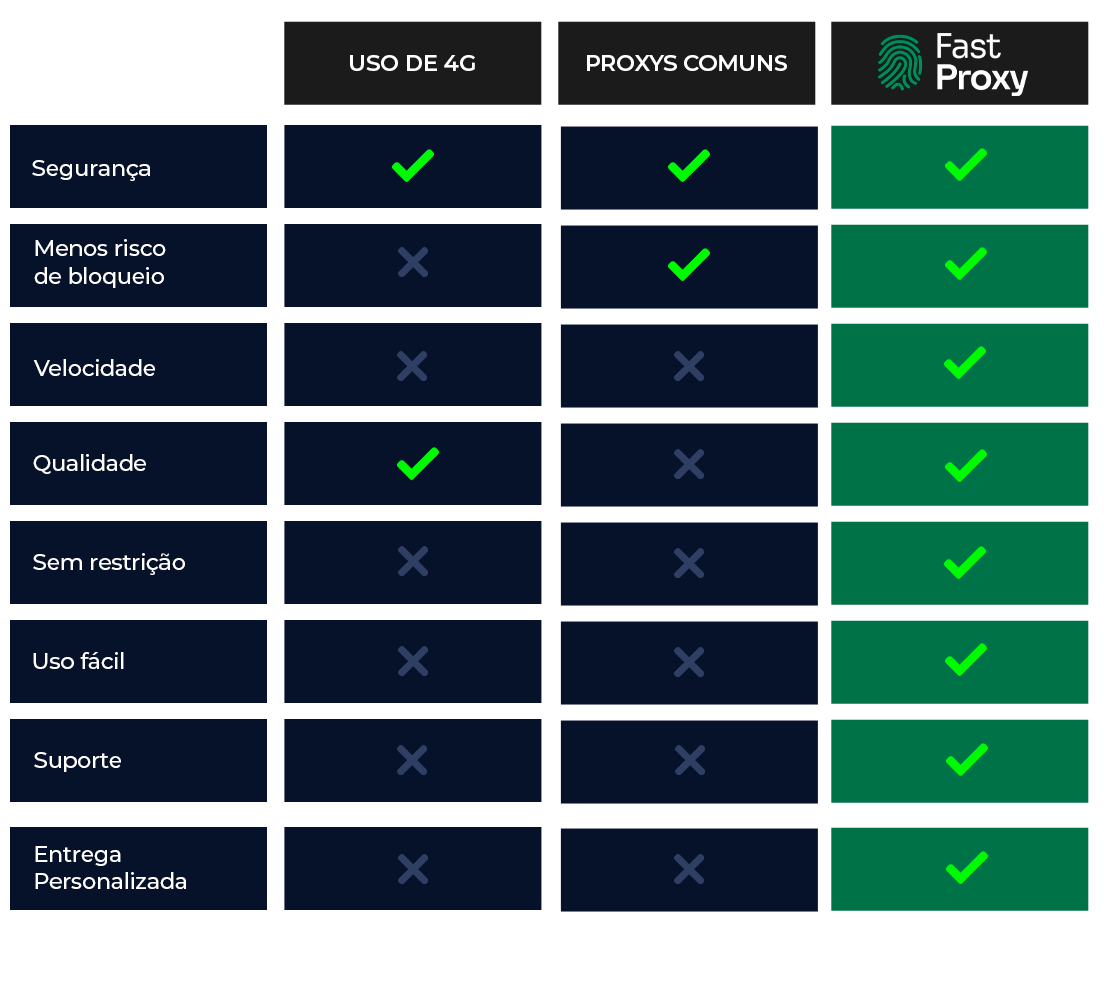 USO DE 4G
PROXYS COMUNS
Fast
Proxy
Segurança
Menos risco
de bloqueio
Velocidade
Qualidade
Sem restrição
Uso fácil
Suporte
Entrega
Personalizada